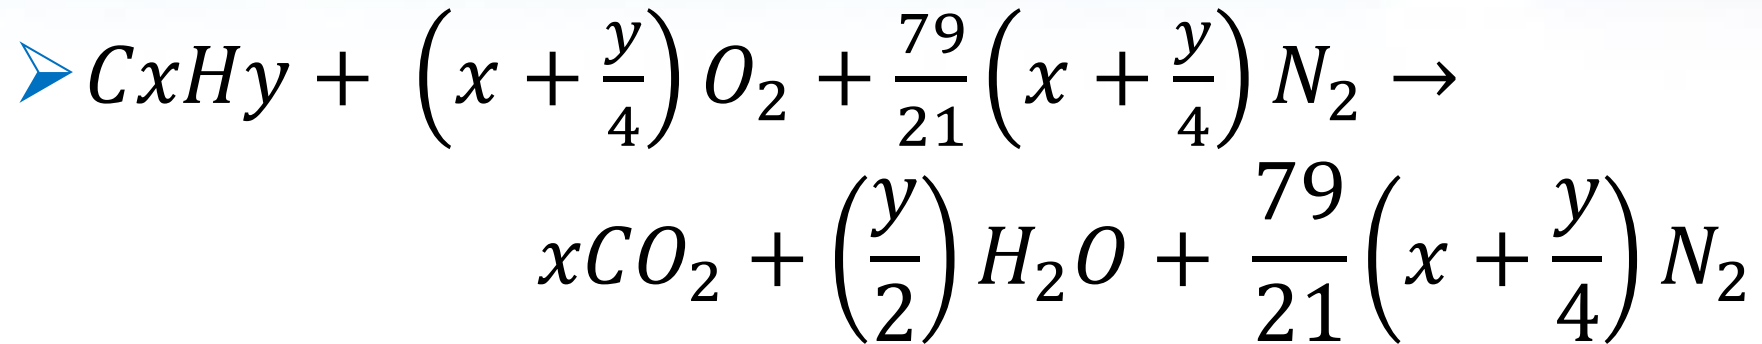 ➢ CxHy + (x + y/4) O₂ + 79/21 (x + y/4) N₂ →
xCO₂ + (y/2) H₂O + 79/21 (x + y/4) N₂